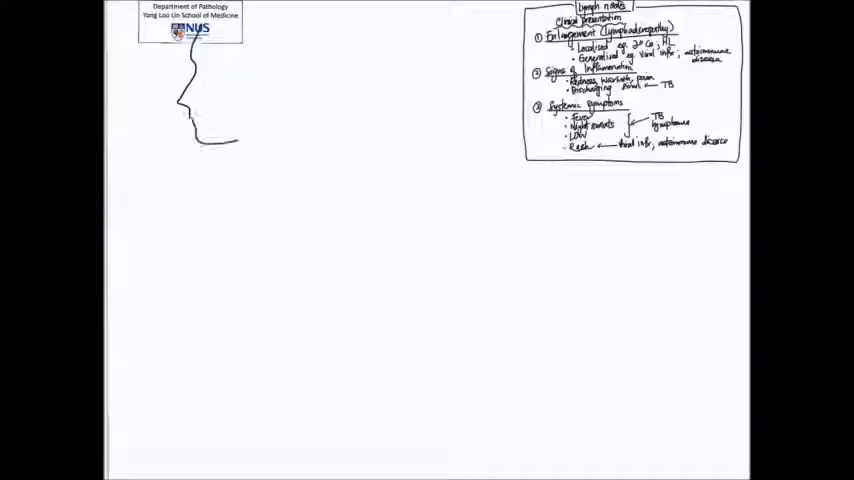 Department of Pathology
Yong Loo Lin School of Medicine
NUS
Lymph nodes
Clinical Presentation
① Enlargement (Lymphadenopathy)
- Localised eg. 2° Ca, HL
• Generalised eg. Viral infx; autoimmune disease
② Signs of Inflammation
• Redness, Warmth, pain
• Discharging sinus ← TB
③ Systemic symptoms
• Fever
• Night sweats
• LOW
← TB
lymphoma
- Rash ← Viral infx, autoimmune disease